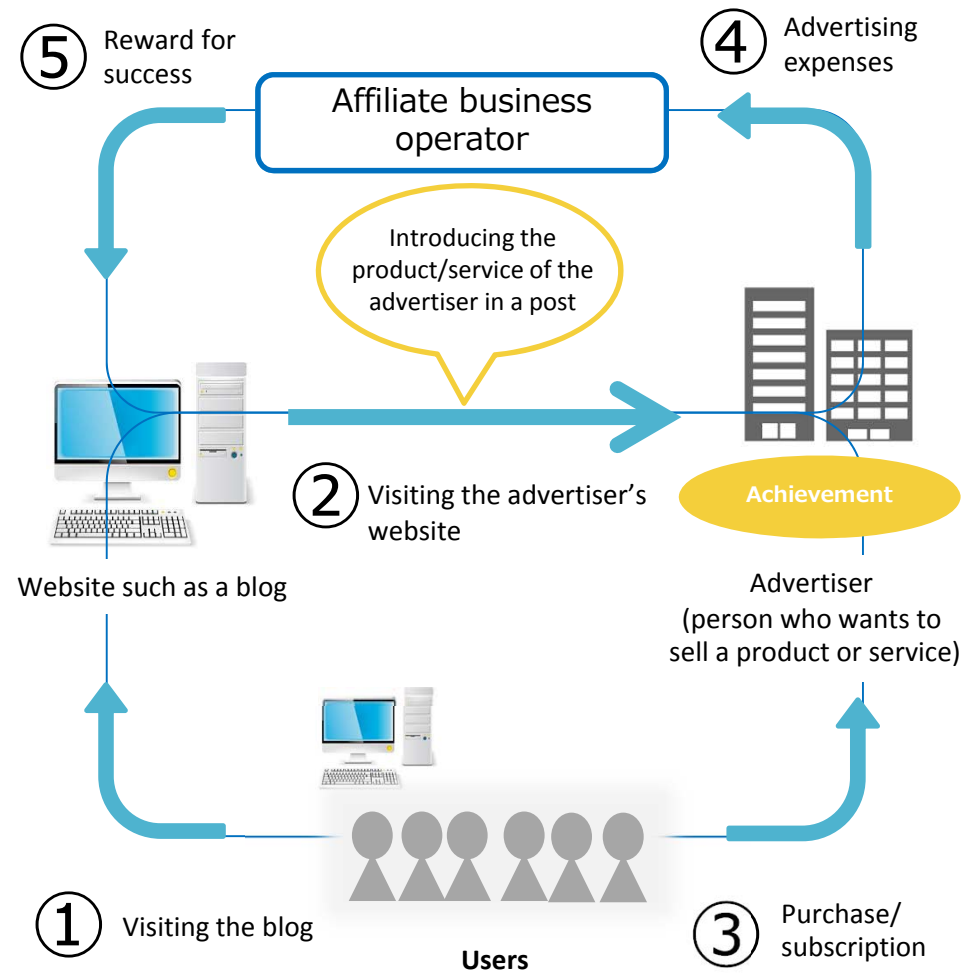 ⑤
Reward for
success
Affiliate business
operator
④
Advertising
expenses
Introducing the
product/service of the
advertiser in a post
②
Visiting the advertiser’s
website
Achievement
Website such as a blog
Advertiser
(person who wants to
sell a product or service)
①
Visiting the blog
Users
③
Purchase/
subscription